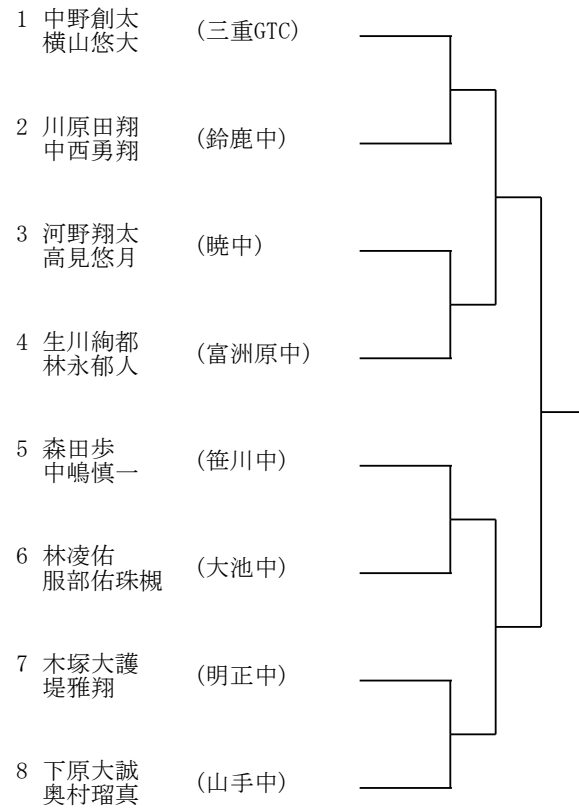 1 中野創太
横山悠大 (三重GTC)
2 川原田翔
中西勇翔 (鈴鹿中)
3 河野翔太
高見悠月 (暁中)
4 生川絢都
林永郁人 (富洲原中)
5 森田歩
中嶋慎一 (笹川中)
6 林凌佑
服部佑珠槻 (大池中)
7 木塚大護
堤雅翔 (明正中)
8 下原大誠
奥村瑠真 (山手中)